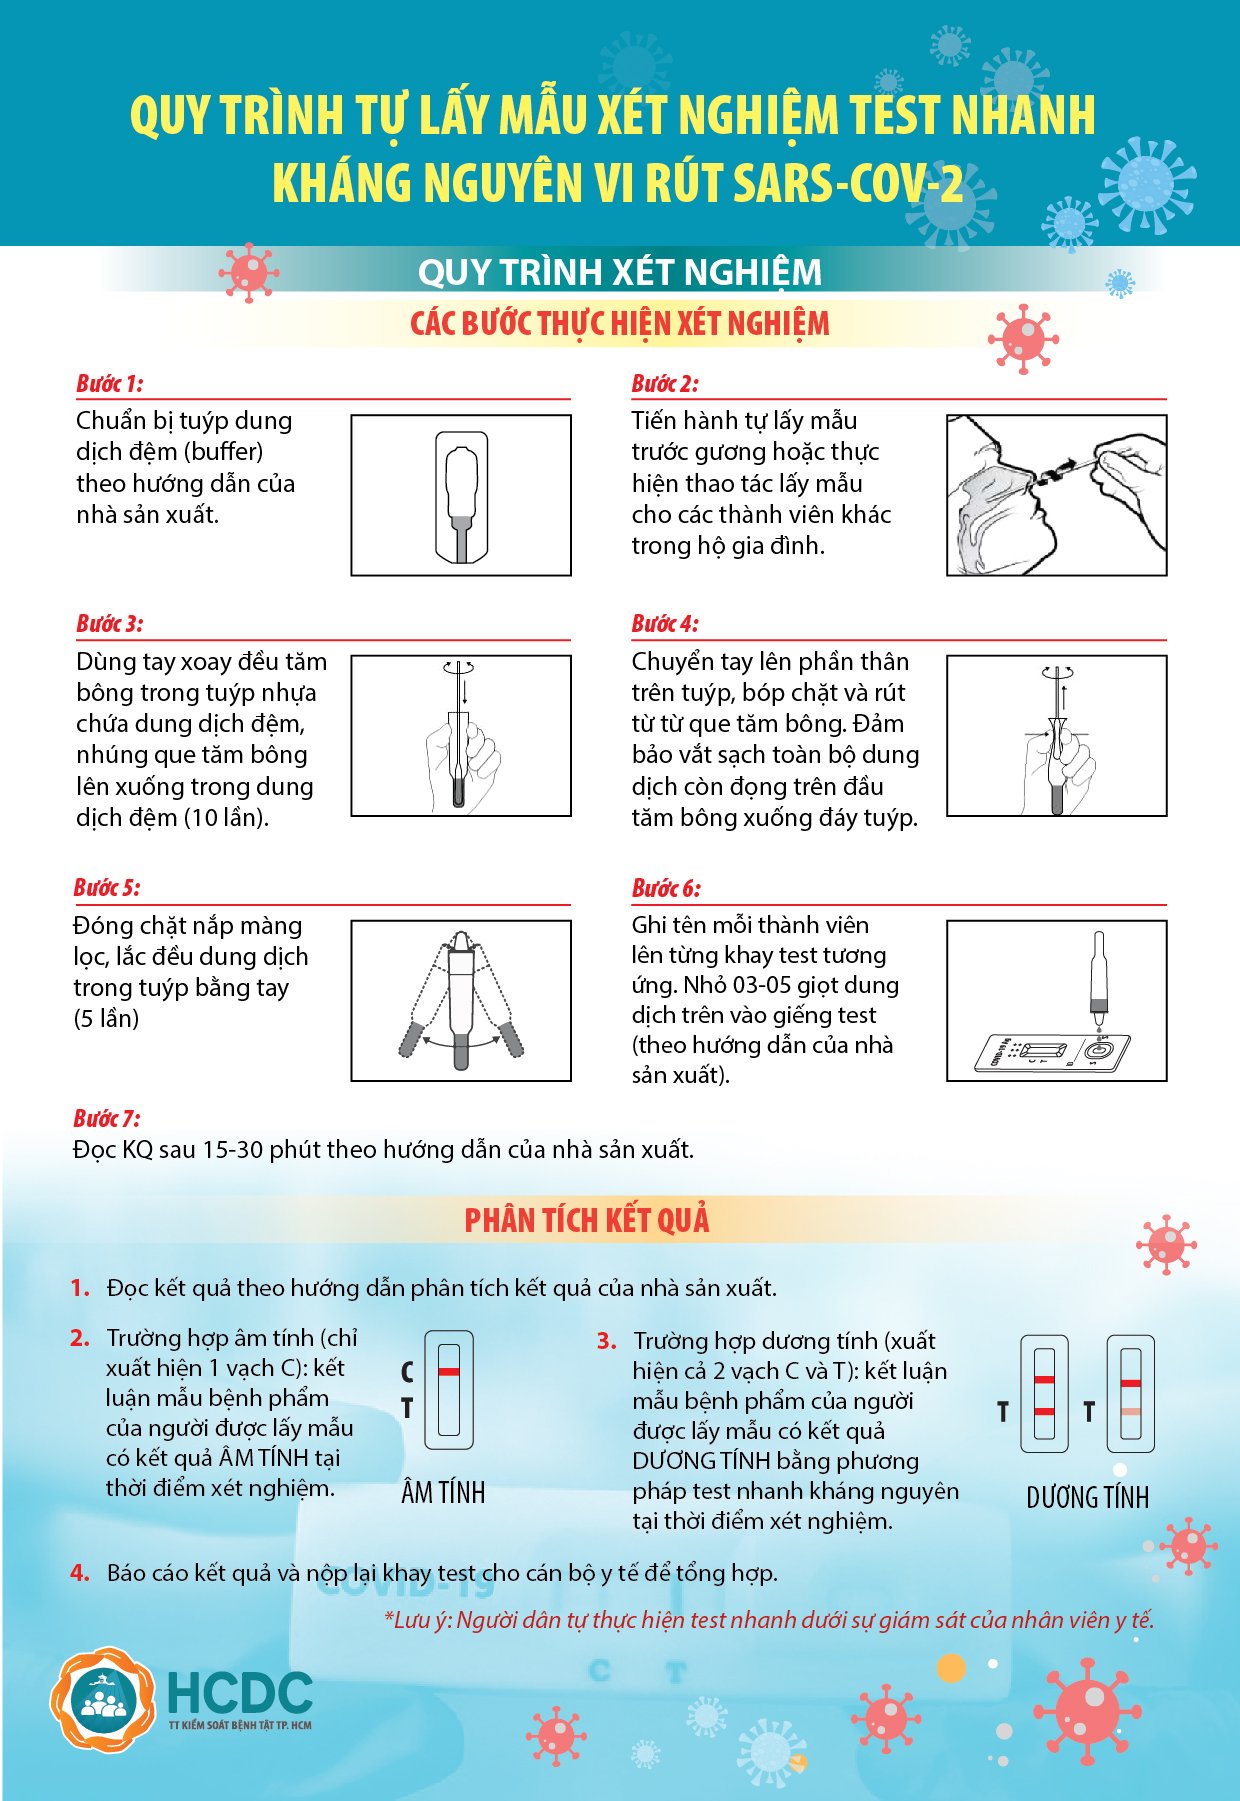 QUY TRÌNH TỰ LẤY MẪU XÉT NGHIỆM TEST NHANH
KHÁNG NGUYÊN VI RÚT SARS-COV-2
QUY TRÌNH XÉT NGHIỆM
CÁC BƯỚC THỰC HIỆN XÉT NGHIỆM
Bước 1:
Chuẩn bị tuýp dung
dịch đệm (buffer)
theo hướng dẫn của
nhà sản xuất.
Bước 2:
Tiến hành tự lấy mẫu
trước gương hoặc thực
hiện thao tác lấy mẫu
cho các thành viên khác
trong hộ gia đình.
Bước 3:
Dùng tay xoay đều tăm
bông trong tuýp nhựa
chứa dung dịch đệm,
nhúng que tăm bông
lên xuống trong dung
dịch đệm (10 lần).
Bước 4:
Chuyển tay lên phần thân
trên tuýp, bóp chặt và rút
từ từ que tăm bông. Đảm
bảo vắt sạch toàn bộ dung
dịch còn đọng trên đầu
tăm bông xuống đáy tuýp.
Bước 5:
Đóng chặt nắp màng
lọc, lắc đều dung dịch
trong tuýp bằng tay
(5 lần)
Bước 6:
Ghi tên mỗi thành viên
lên từng khay test tương
ứng. Nhỏ 03-05 giọt dung
dịch trên vào giếng test
(theo hướng dẫn của nhà
sản xuất).
COVID-19 Ag
C T
S
Bước 7:
Đọc KQ sau 15-30 phút theo hướng dẫn của nhà sản xuất.
PHÂN TÍCH KẾT QUẢ
1. Đọc kết quả theo hướng dẫn phân tích kết quả của nhà sản xuất.
2. Trường hợp âm tính (chỉ
xuất hiện 1 vạch C): kết
luận mẫu bệnh phẩm
của người được lấy mẫu
có kết quả ÂM TÍNH tại
thời điểm xét nghiệm.
C
T
ÂM TÍNH
3. Trường hợp dương tính (xuất
hiện cả 2 vạch C và T): kết luận
mẫu bệnh phẩm của người
được lấy mẫu có kết quả
DƯƠNG TÍNH bằng phương
pháp test nhanh kháng nguyên
tại thời điểm xét nghiệm.
T T
DƯƠNG TÍNH
4. Báo cáo kết quả và nộp lại khay test cho cán bộ y tế để tổng hợp.
COVID-19
*Lưu ý: Người dân tự thực hiện test nhanh dưới sự giám sát của nhân viên y tế.
C T
HCDC
TT KIỂM SOÁT BỆNH TẬT TP. HCM